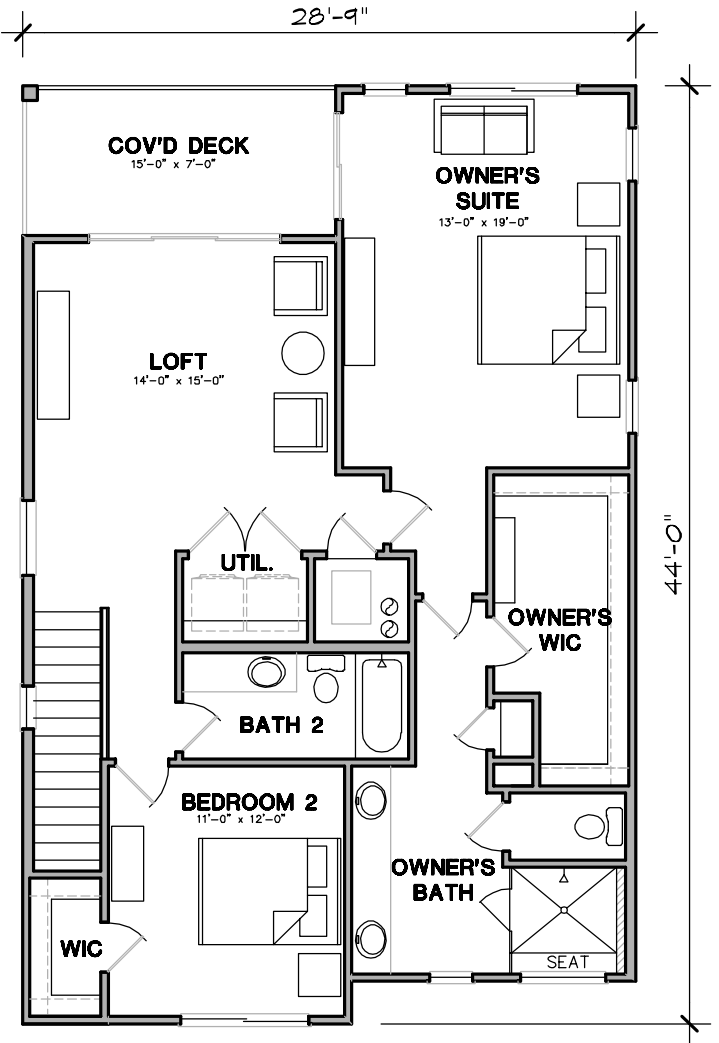 28'-9"
COV'D DECK
15'-0" x 7'-0"
OWNER'S
SUITE
13'-0" x 19'-0"
LOFT
14'-0" x 15'-0"
44'-0"
UTIL.
OWNER'S
WIC
BATH 2
BEDROOM 2
11'-0" x 12'-0"
OWNER'S
BATH
WIC
SEAT